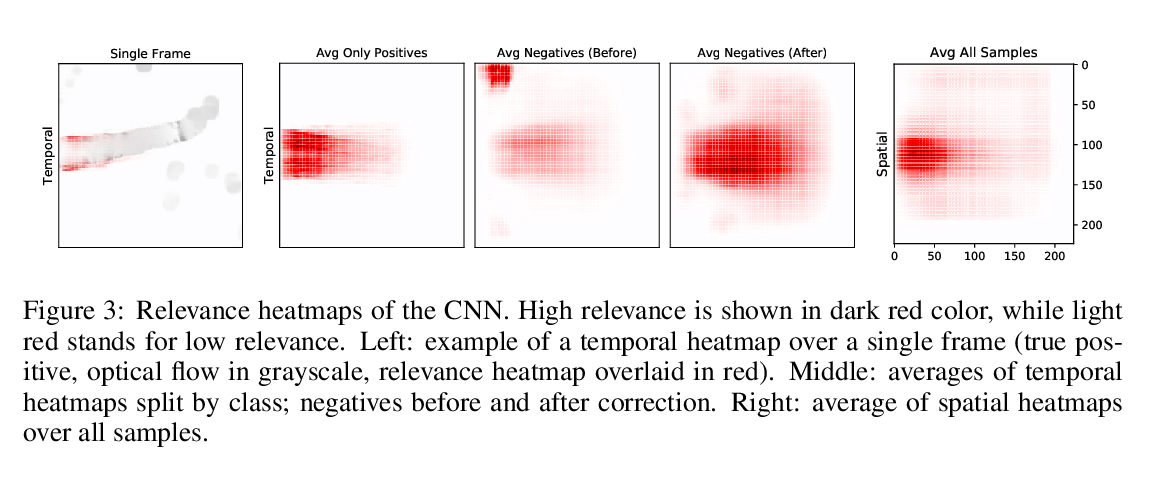 Single Frame
Avg Only Positives
Avg Negatives (Before)
Avg Negatives (After)
Avg All Samples
Temporal
Temporal
Spatial
0
50
100
150
200
0 50 100 150 200
Figure 3: Relevance heatmaps of the CNN. High relevance is shown in dark red color, while light
red stands for low relevance. Left: example of a temporal heatmap over a single frame (true pos-
itive, optical flow in grayscale, relevance heatmap overlaid in red). Middle: averages of temporal
heatmaps split by class; negatives before and after correction. Right: average of spatial heatmaps
over all samples.